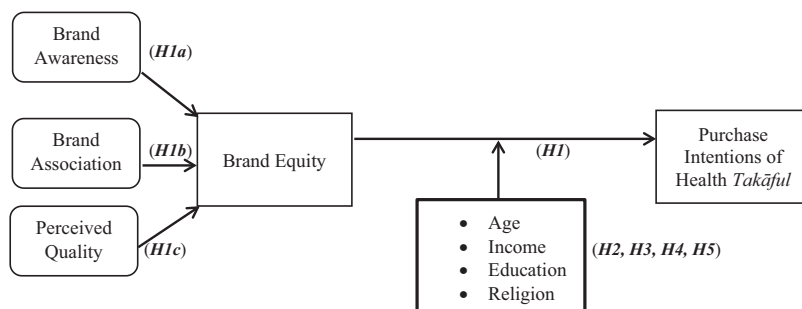 Brand
Awareness
(H1a)
Brand
Association
(H1b)
Perceived
Quality
(H1c)
Brand Equity
(H1)
Purchase
Intentions of
Health Takāful
• Age
• Income
• Education
• Religion
(H2, H3, H4, H5)